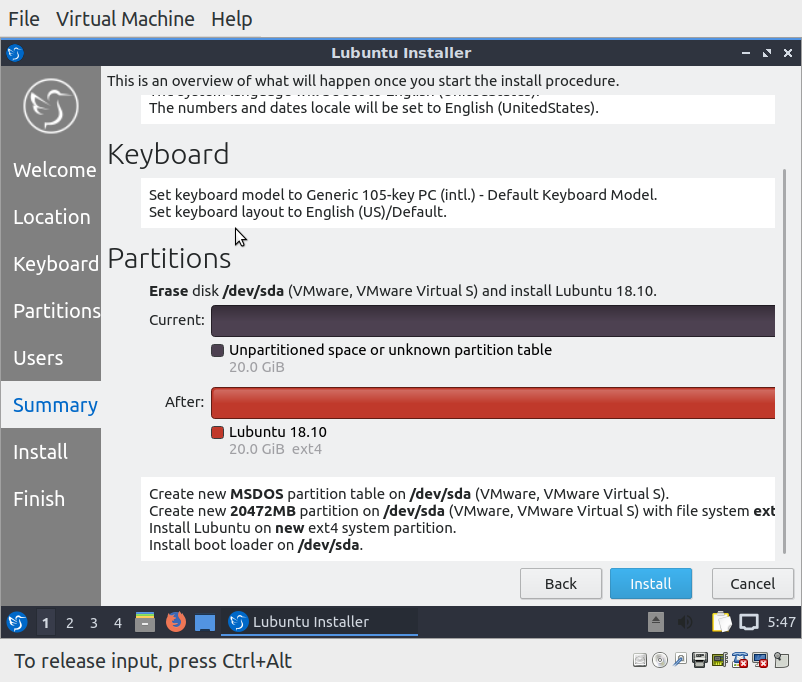 File Virtual Machine Help
Lubuntu Installer
This is an overview of what will happen once you start the install procedure.
The numbers and dates locale will be set to English (UnitedStates).
Welcome
Location
Keyboard
Partitions
Users
Summary
Install
Finish
Keyboard
Set keyboard model to Generic 105-key PC (intl.) - Default Keyboard Model.
Set keyboard layout to English (US)/Default.
Partitions
Erase disk /dev/sda (VMware, VMware Virtual S) and install Lubuntu 18.10.
Current:
Unpartitioned space or unknown partition table
20.0 GiB
After:
Lubuntu 18.10
20.0 GiB ext4
Create new MSDOS partition table on /dev/sda (VMware, VMware Virtual S).
Create new 20472MB partition on /dev/sda (VMware, VMware Virtual S) with file system ext
Install Lubuntu on new ext4 system partition.
Install boot loader on /dev/sda.
Back Install Cancel
1 2 3 4 Lubuntu Installer 5:47
To release input, press Ctrl+Alt